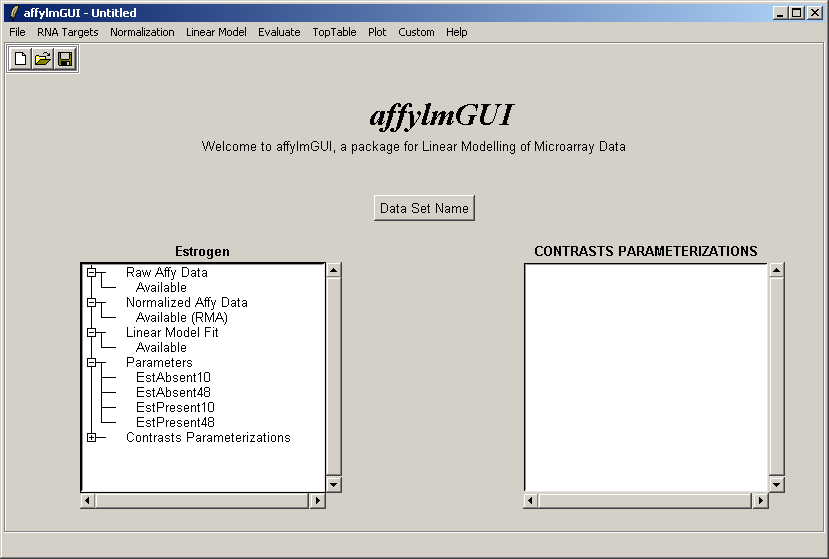 affylmGUI - Untitled
File RNA Targets Normalization Linear Model Evaluate TopTable Plot Custom Help
affylmGUI
Welcome to affylmGUI, a package for Linear Modelling of Microarray Data
Data Set Name
Estrogen
Raw Affy Data
Available
Normalized Affy Data
Available (RMA)
Linear Model Fit
Available
Parameters
EstAbsent10
EstAbsent48
EstPresent10
EstPresent48
Contrasts Parameterizations
CONTRASTS PARAMETERIZATIONS